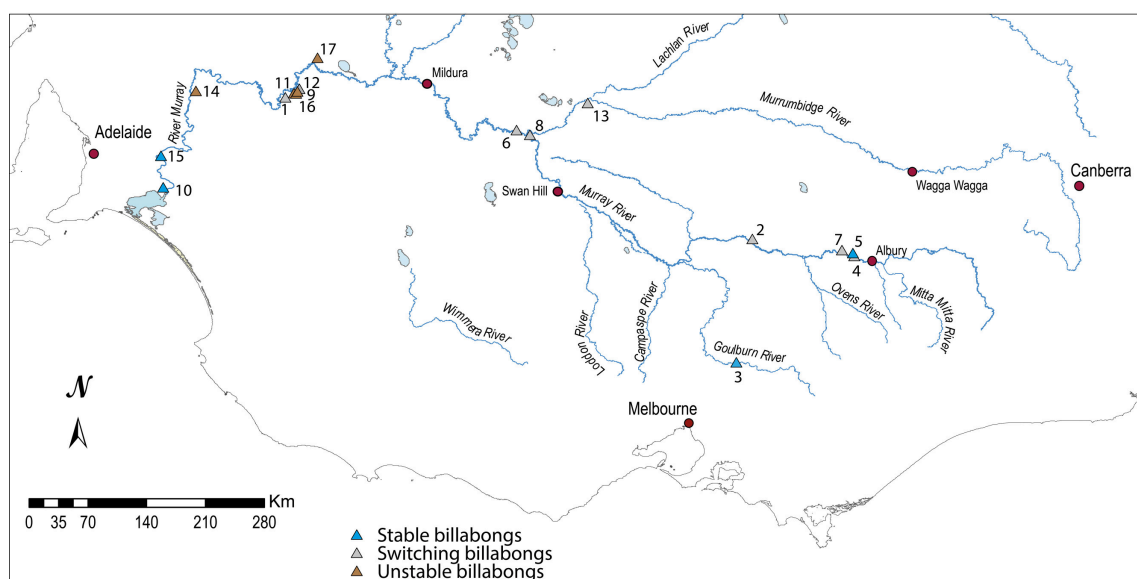 17
Lachlan River
Mildura
11
12
9
14
1
16
River Murray
13
Murrumbidge River
6
8
Adelaide
15
Canberra
Wagga Wagga
10
Swan Hill
Murray River
2
7
5
Albury
4
Ovens River
Mitta Mitta River
Wimmera River
Loddon River
Campaspe River
Goulburn River
3
N
Melbourne
Km
0 35 70 140 210 280
Stable billabongs
Switching billabongs
Unstable billabongs